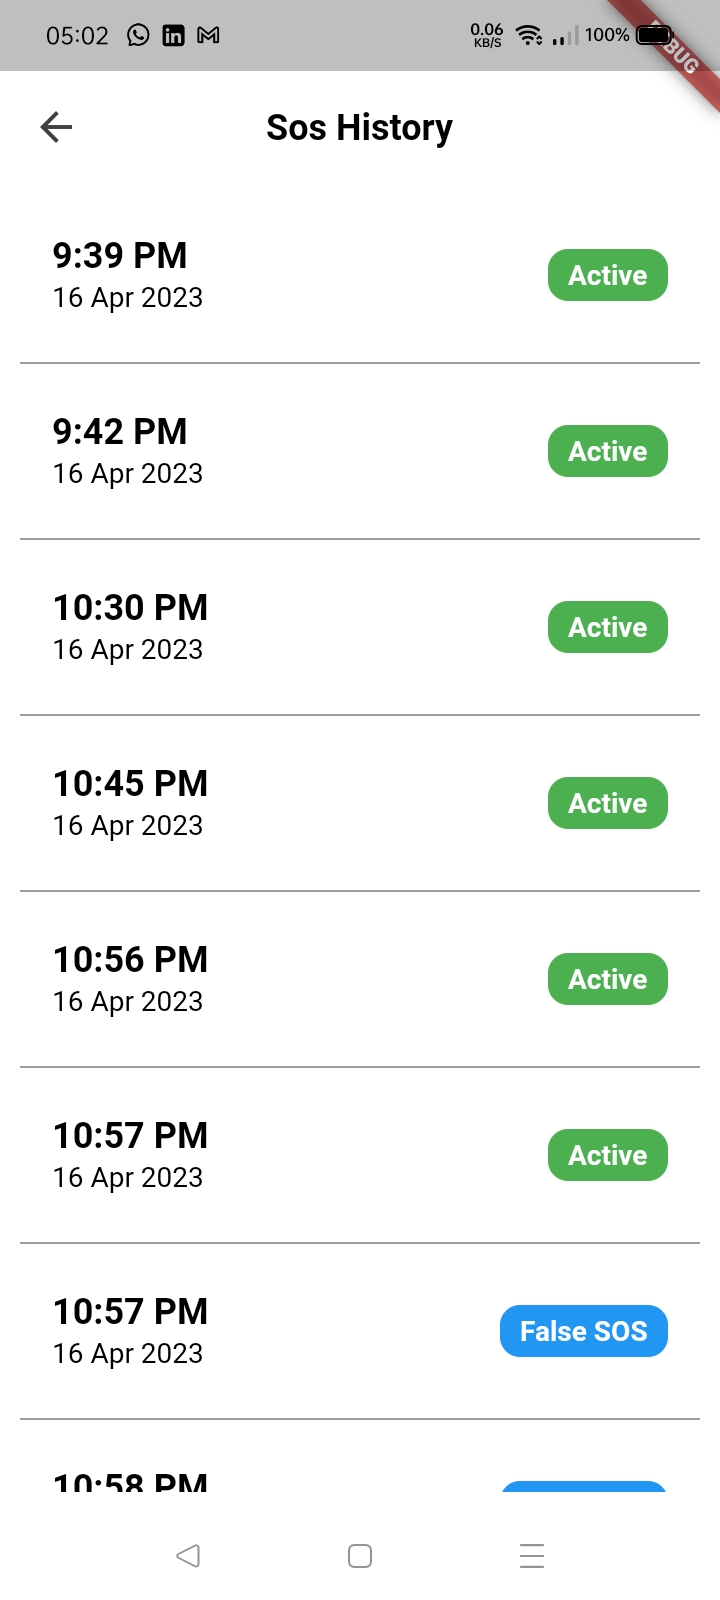 05:02
0.06
KB/S
100%
Sos History
9:39 PM
16 Apr 2023
Active
9:42 PM
16 Apr 2023
Active
10:30 PM
16 Apr 2023
Active
10:45 PM
16 Apr 2023
Active
10:56 PM
16 Apr 2023
Active
10:57 PM
16 Apr 2023
Active
10:57 PM
16 Apr 2023
False SOS
10:58 PM